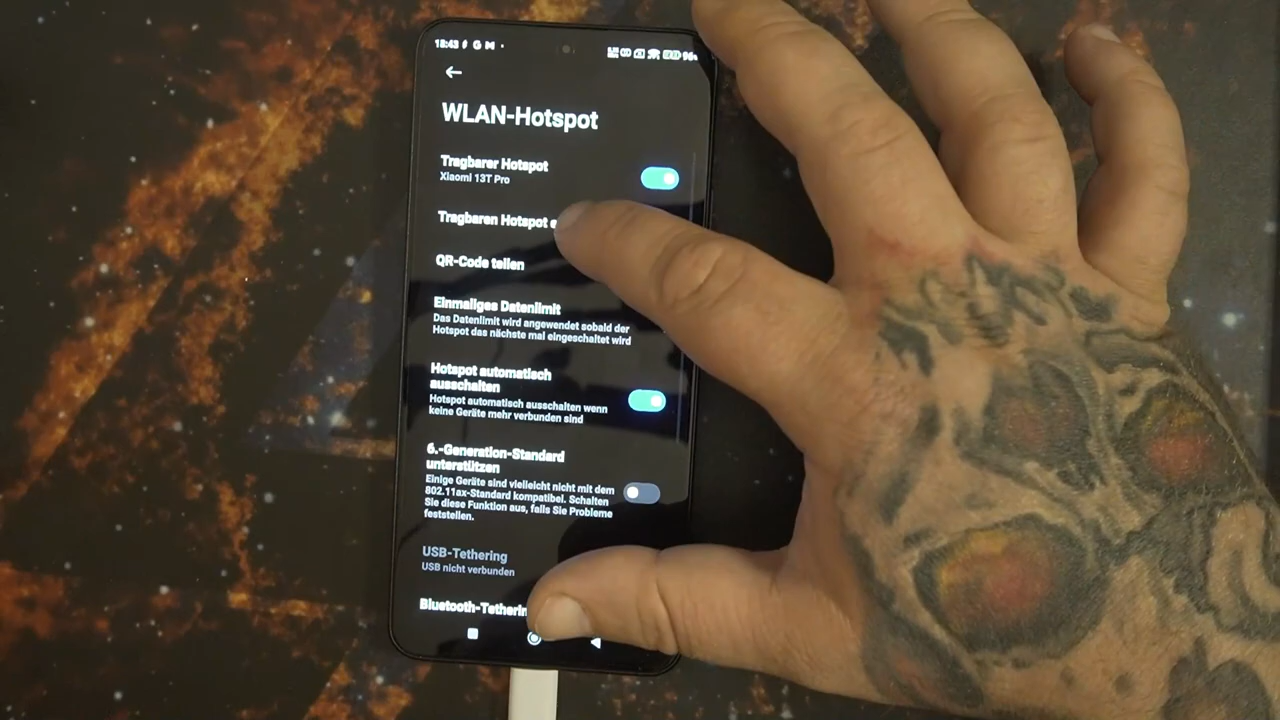 18:43
WLAN-Hotspot
Tragbarer Hotspot
Xiaomi 13T Pro
Tragbaren Hotspot
QR-Code teilen
Einmaliges Datenlimit
Das Datenlimit wird angewendet sobald der
Hotspot das nächste mal eingeschaltet wird
Hotspot automatisch
ausschalten
Hotspot automatisch ausschalten wenn
keine Geräte mehr verbunden sind
6.-Generation-Standard
unterstützen
Einige Geräte sind vielleicht nicht mit dem
802.11ax-Standard kompatibel. Schalten
Sie diese Funktion aus, falls Sie Probleme
feststellen.
USB-Tethering
USB nicht verbunden